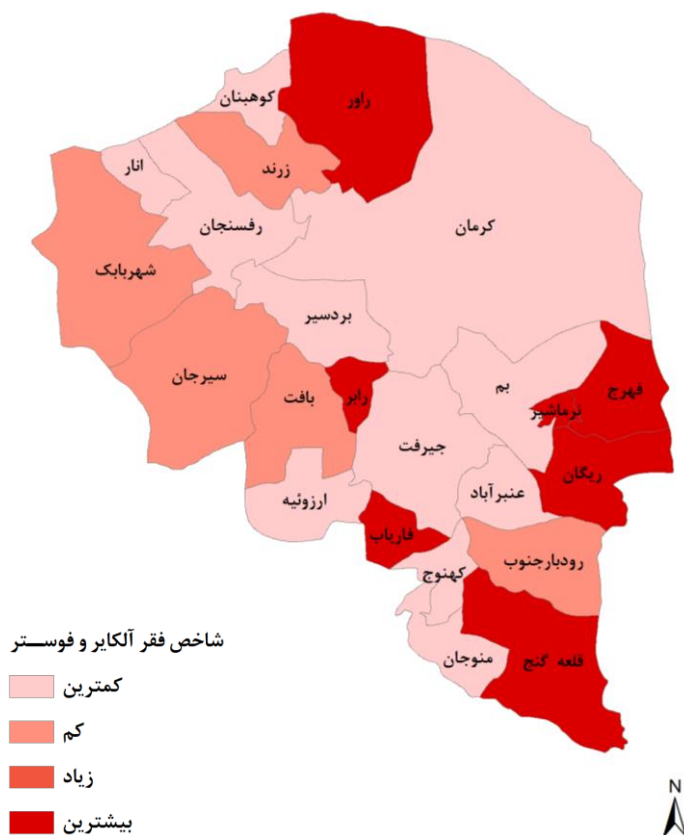 کوهبنان
راور
زرند
انار
رفسنجان
کرمان
شهربابک
بردسیر
سیرجان
بافت
رابر
بم
فهرج
نرماشیر
جیرفت
ریگان
عنبرآباد
ارزوئیه
فاریاب
کهنوج
رودبارجنوب
منوجان
قلعه گنج
شاخص فقر آلکایر و فوستر
کمترین
کم
زیاد
بیشترین
N